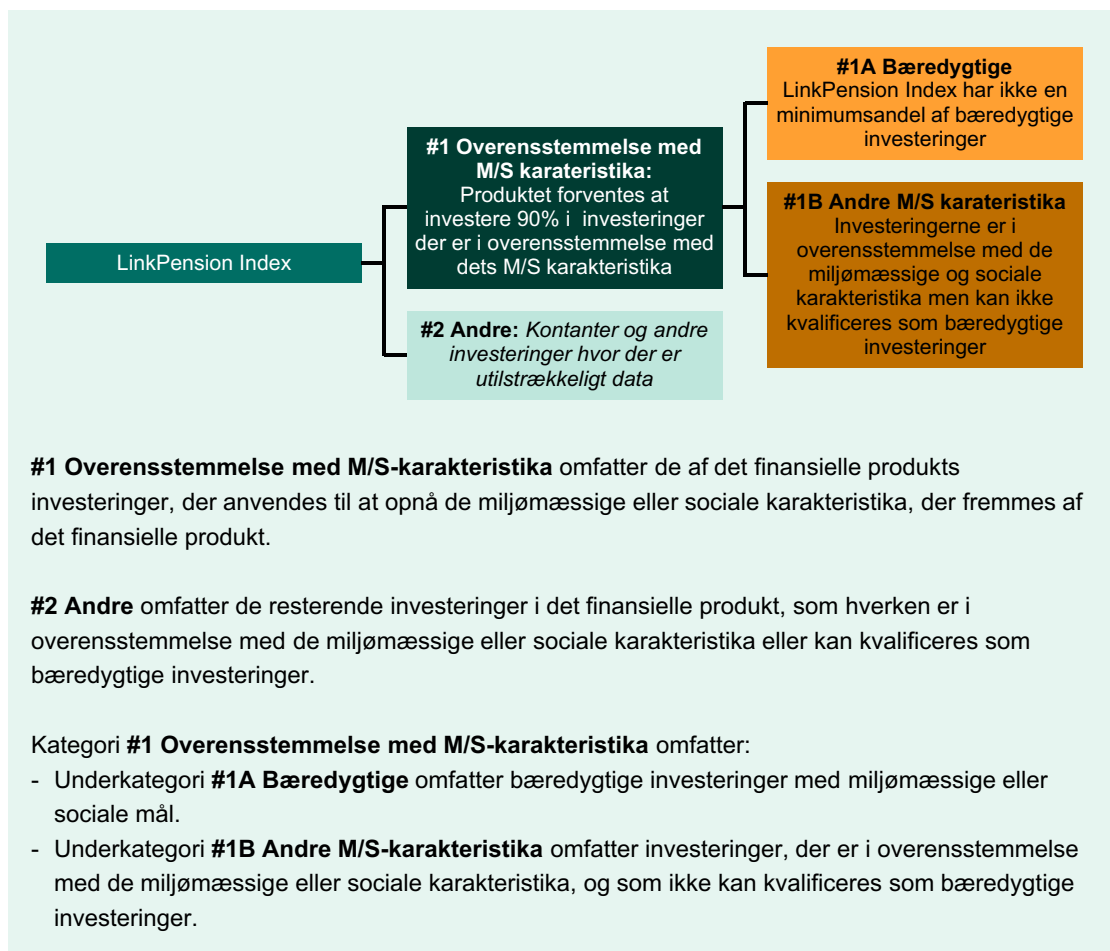 #1A Bæredygtige
LinkPension Index har ikke en
minimumsandel af bæredygtige
investeringer
#1 Overensstemmelse med
M/S karateristika:
Produktet forventes at
investere 90% i investeringer
der er i overensstemmelse med
dets M/S karakteristika
#1B Andre M/S karateristika
Investeringerne er i
overensstemmelse med de
miljømæssige og sociale
karakteristika men kan ikke
kvalificeres som bæredygtige
investeringer
LinkPension Index
#2 Andre: Kontanter og andre
investeringer hvor der er
utilstrækkeligt data
#1 Overensstemmelse med M/S-karakteristika omfatter de af det finansielle produkts
investeringer, der anvendes til at opnå de miljømæssige eller sociale karakteristika, der fremmes af
det finansielle produkt.
#2 Andre omfatter de resterende investeringer i det finansielle produkt, som hverken er i
overensstemmelse med de miljømæssige eller sociale karakteristika eller kan kvalificeres som
bæredygtige investeringer.
Kategori #1 Overensstemmelse med M/S-karakteristika omfatter:
- Underkategori #1A Bæredygtige omfatter bæredygtige investeringer med miljømæssige eller
sociale mål.
- Underkategori #1B Andre M/S-karakteristika omfatter investeringer, der er i overensstemmelse
med de miljømæssige eller sociale karakteristika, og som ikke kan kvalificeres som bæredygtige
investeringer.